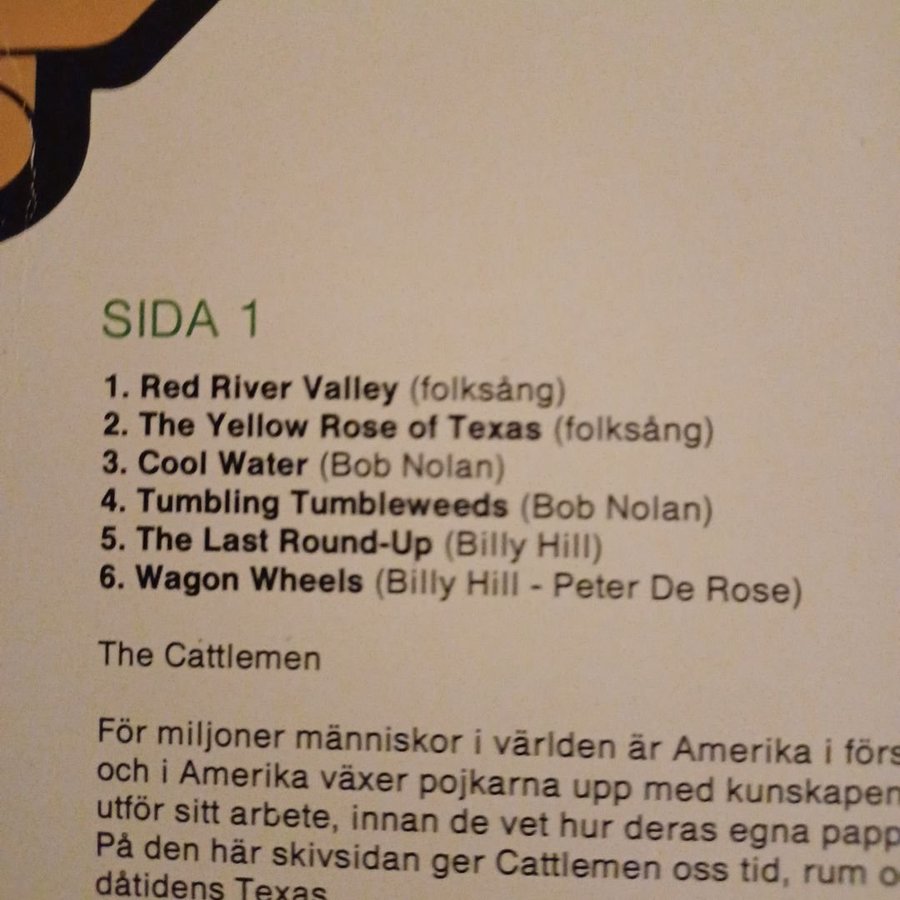 SIDA 1
1. Red River Valley (folksång)
2. The Yellow Rose of Texas (folksång)
3. Cool Water (Bob Nolan)
4. Tumbling Tumbleweeds (Bob Nolan)
5. The Last Round-Up (Billy Hill)
6. Wagon Wheels (Billy Hill - Peter De Rose)
The Cattlemen
För miljoner människor i världen är Amerika i förs
och i Amerika växer pojkarna upp med kunskapen
utför sitt arbete, innan de vet hur deras egna papp
På den här skivsidan ger Cattlemen oss tid, rum o
dåtidens Texas